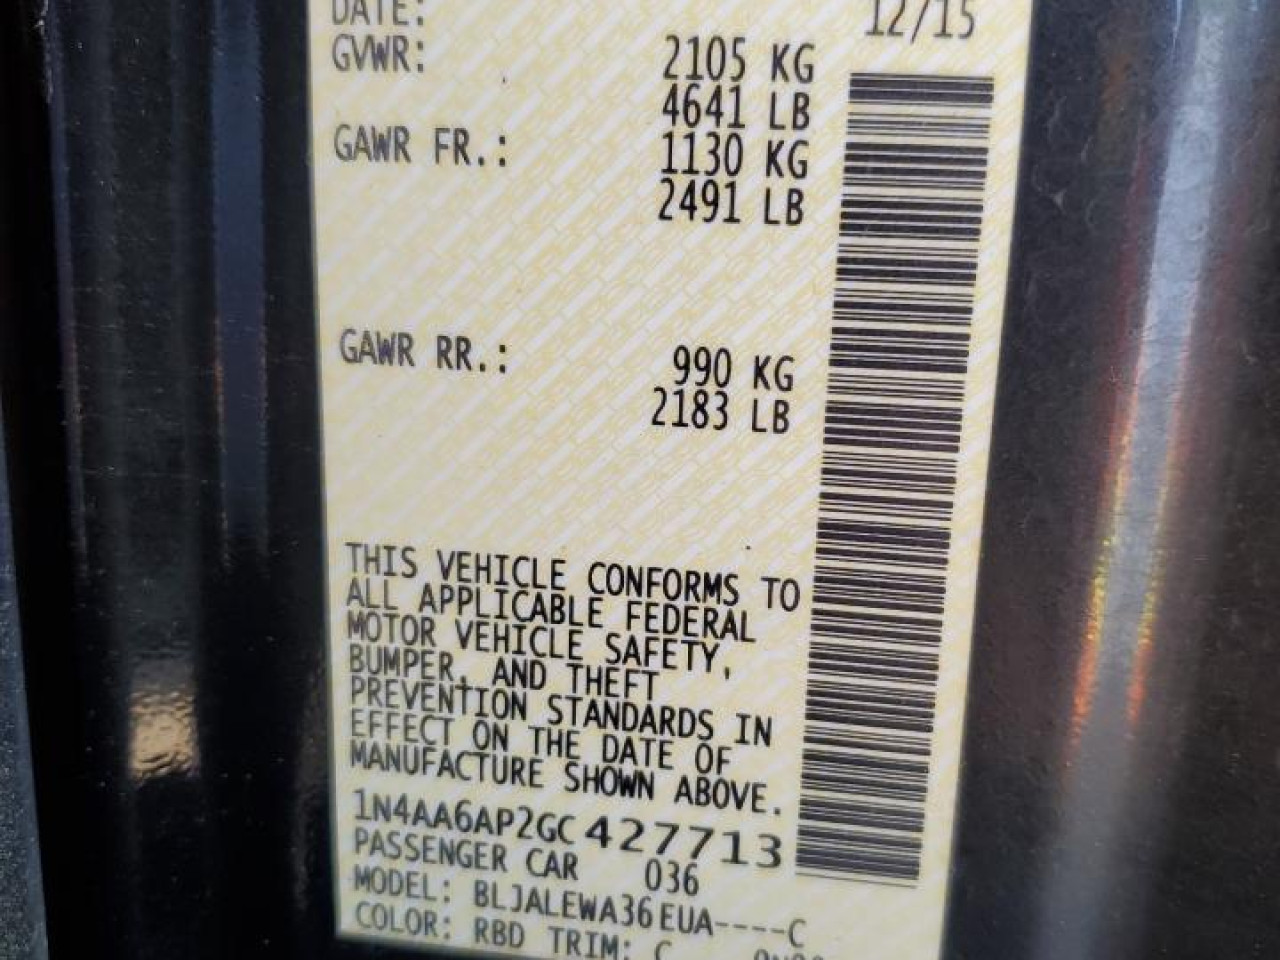 DATE: 12/15
GVWR: 2105 KG
4641 LB
GAWR FR.: 1130 KG
2491 LB
GAWR RR.: 990 KG
2183 LB
THIS VEHICLE CONFORMS TO
ALL APPLICABLE FEDERAL
MOTOR VEHICLE SAFETY,
BUMPER, AND THEFT
PREVENTION STANDARDS IN
EFFECT ON THE DATE OF
MANUFACTURE SHOWN ABOVE.
1N4AA6AP2GC427713
PASSENGER CAR 036
MODEL: BLJALEWA36EUA----C
COLOR: RBD TRIM: C